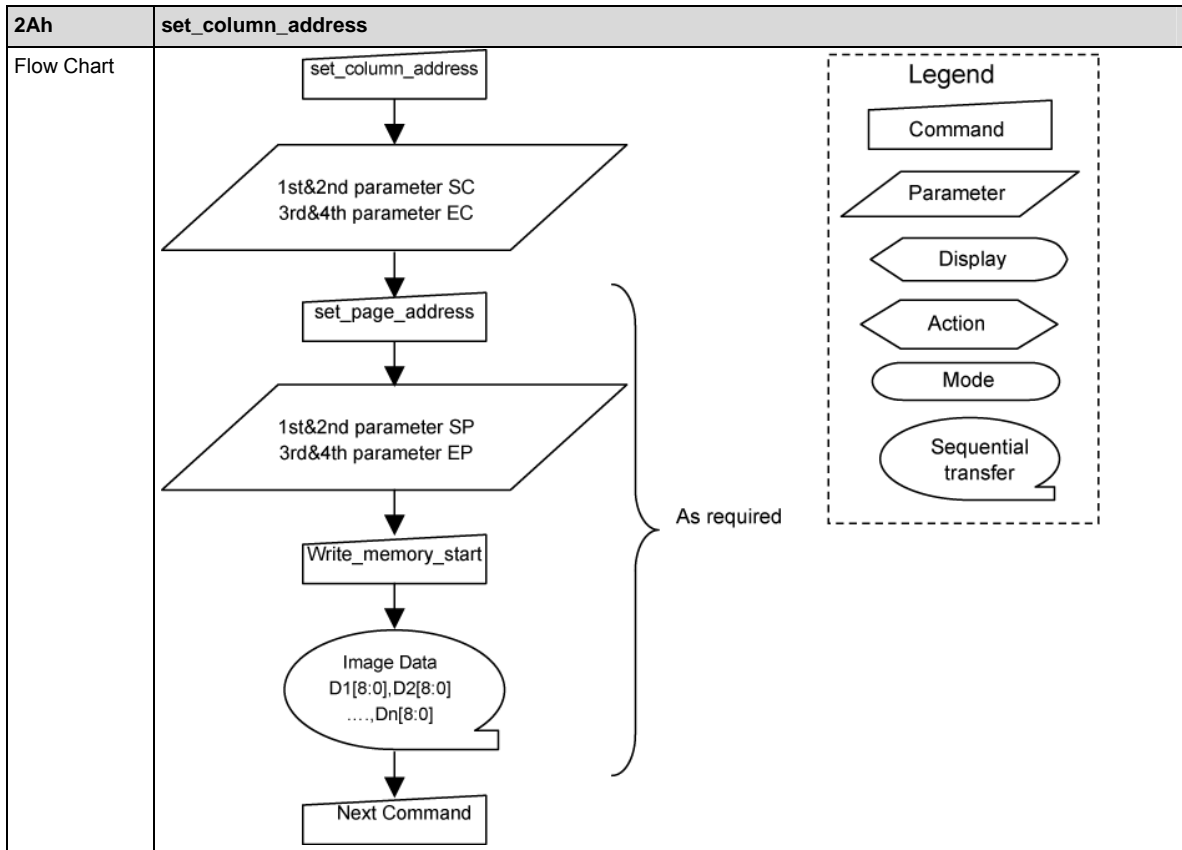 2Ah
set_column_address
Flow Chart
set_column_address
1st&2nd parameter SC
3rd&4th parameter EC
set_page_address
1st&2nd parameter SP
3rd&4th parameter EP
Write_memory_start
Image Data
D1[8:0],D2[8:0]
....,Dn[8:0]
Next Command
As required
Legend
Command
Parameter
Display
Action
Mode
Sequential
transfer